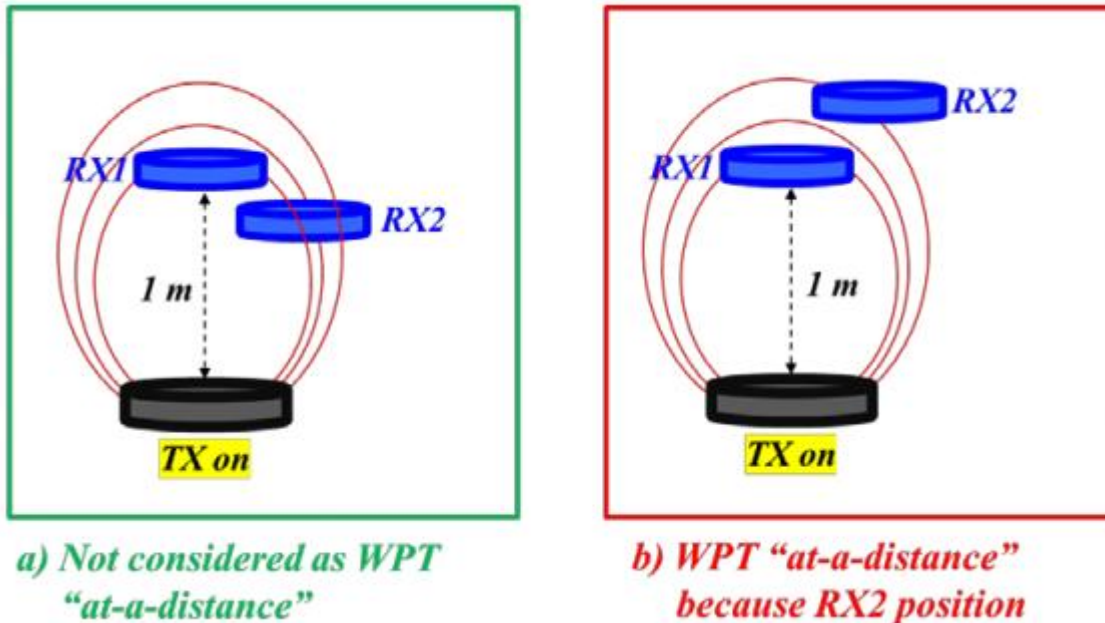 RX1
RX2
1 m
TX on
a) Not considered as WPT
“at-a-distance”
RX2
RX1
1 m
TX on
b) WPT “at-a-distance”
because RX2 position